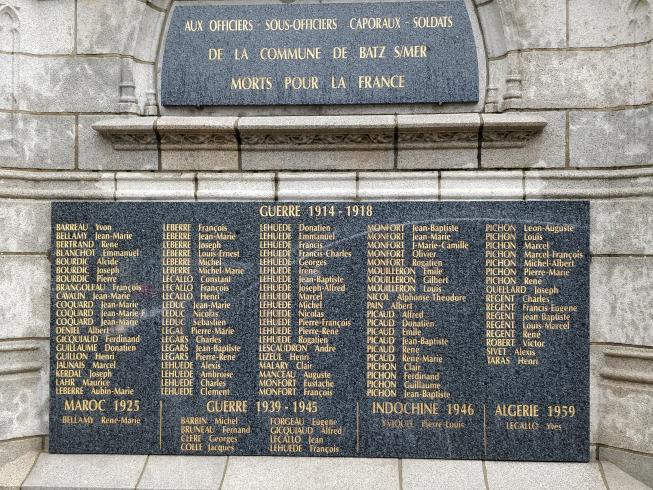 AUX OFFICIERS - SOUS-OFFICIERS CAPORAUX - SOLDATS
DE LA COMMUNE DE BATZ S/MER
MORTS POUR LA FRANCE
GUERRE 1914 - 1918
BARREAU Yvon
BELLAMY Jean-Marie
BERTRAND René
BLANCHOT Emmanuel
BOURDIC Alcide
BOURDIC Joseph
BOURDIC Pierre
BRANGOLEAU François
CAVALIN Jean-Marie
COQUARD Jean-Marie
COQUARD Jean-Marie
COQUARD Jean-Marie
DENIEL Albert
GICQUIAUD Ferdinand
GUILLAUME Donatien
GUILLON Henri
JAUNAIS Marcel
KERDAL Joseph
LAHR Maurice
LEBERRE Aubin-Marie
LEBERRE François
LEBERRE Jean-Marie
LEBERRE Joseph
LEBERRE Louis-Ernest
LEBERRE Michel
LEBERRE Michel-Marie
LECALLO Constant
LECALLO François
LECALLO Henri
LEDUC Jean-Marie
LEDUC Nicolas
LEDUC Sébastien
LEGAL Pierre-Marie
LEGARS Charles
LEGARS Jean-Baptiste
LEGARS Pierre-René
LEHUEDE Alexis
LEHUEDE Ambroise
LEHUEDE Charles
LEHUEDE Clément
LEHUEDE Donatien
LEHUEDE Emmanuel
LEHUEDE Francis
LEHUEDE Francis-Charles
LEHUEDE Georges
LEHUEDE Irené
LEHUEDE Jean-Baptiste
LEHUEDE Joseph-Alfred
LEHUEDE Marcel
LEHUEDE Michel
LEHUEDE Nicolas
LEHUEDE Pierre-François
LEHUEDE Pierre-René
LEHUEDE Rogatien
LESCAUDRON André
LIZEUL Henri
MALARY Clair
MANCEAU Auguste
MONFORT Eustache
MONFORT François
MONFORT Jean-Baptiste
MONFORT Jean-Marie
MONFORT J-Marie-Camille
MONFORT Olivier
MONFORT Rogatien
MOUILLERON Emile
MOUILLERON Gilbert
MOUILLERON Louis
NICOL Alphonse-Théodore
PAIN Albert
PICAUD Alfred
PICAUD Donatien
PICAUD Emile
PICAUD Jean-Baptiste
PICAUD René
PICAUD René-Marie
PICHON Clair
PICHON Ferdinand
PICHON Guillaume
PICHON Jean-Baptiste
PICHON Léon-Auguste
PICHON Louis
PICHON Marcel
PICHON Marcel-François
PICHON Michel-Albert
PICHON Pierre-Marie
PICHON René
QUELLARD Joseph
REGENT Charles
REGENT Francis-Eugène
REGENT Jean-Baptiste
REGENT Louis-Marcel
REGENT René
ROBERT Victor
SIVET Alexis
TARAS Henri
MAROC 1925
BELLAMY René-Marie
GUERRE 1939 - 1945
BARBIN Michel
BRUNEAU Fernand
CLERE Georges
COLLE Jacques
FORGEAU Eugène
GICQUIAUD Alfred
LECALLO Jean
LEHUEDE François
INDOCHINE 1946
Pierre-Louis
ALGERIE 1959
LECALLO Yves